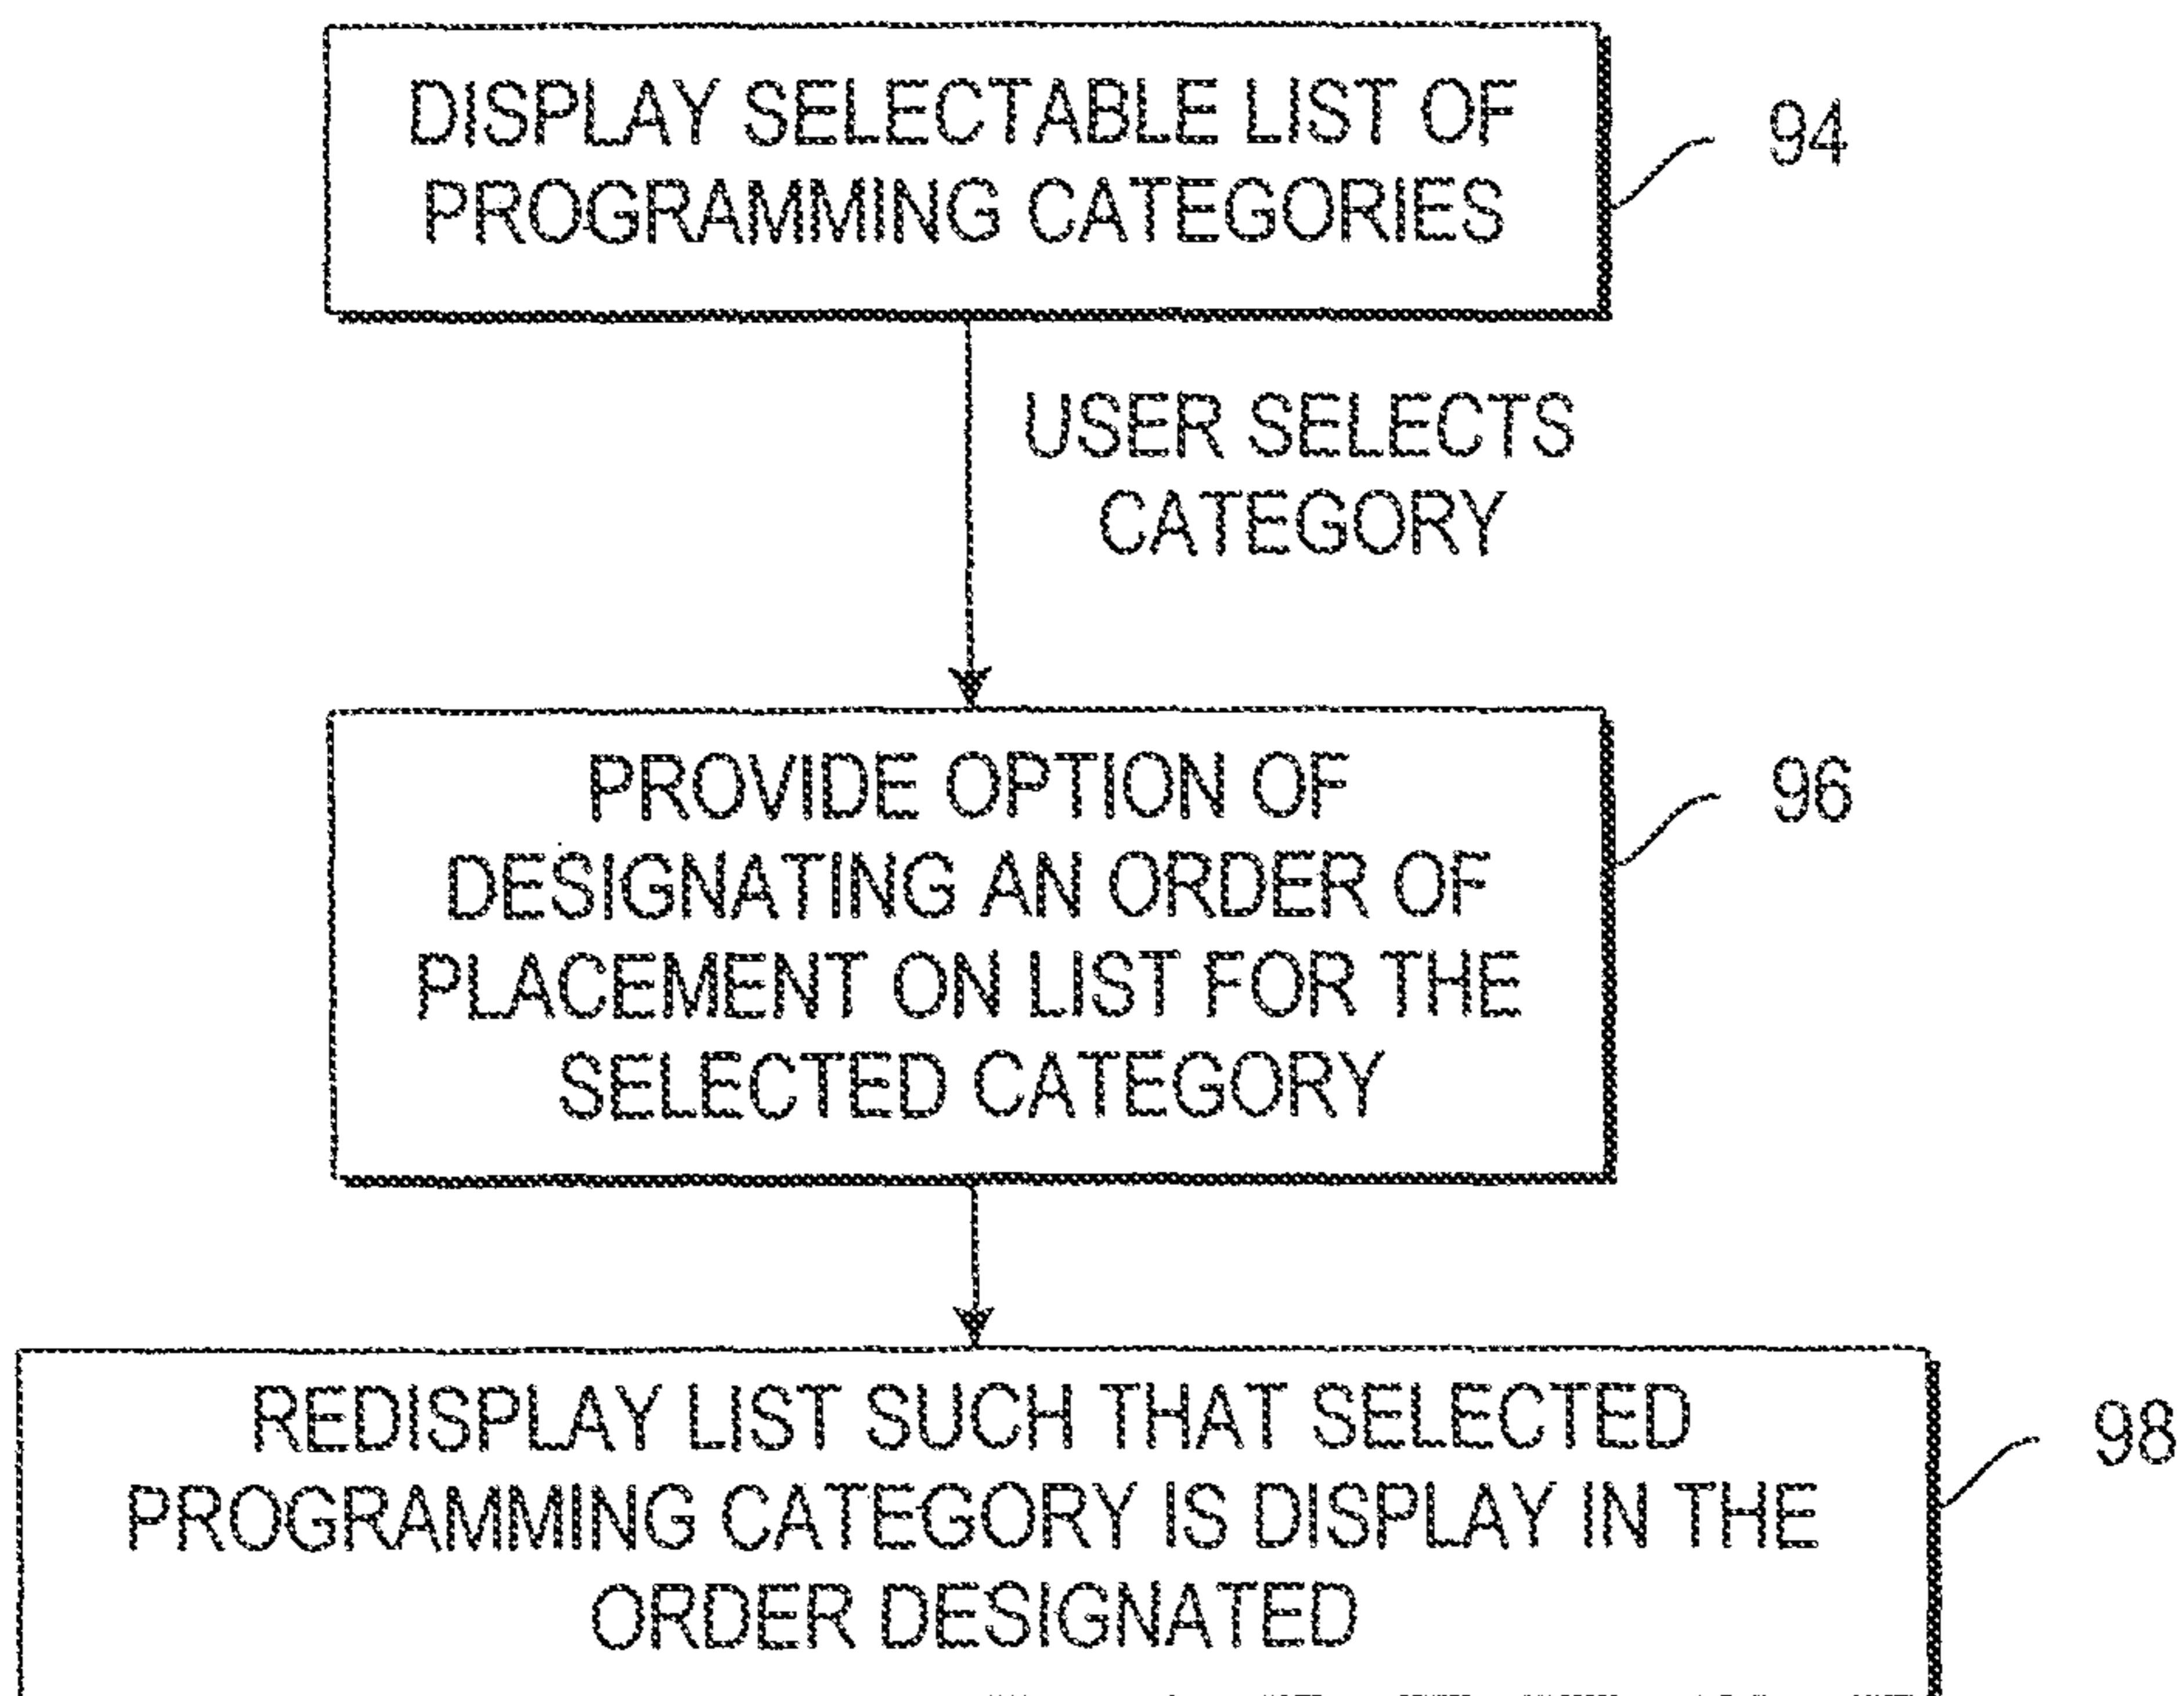 DISPLAY SELECTABLE LIST OF
PROGRAMMING CATEGORIES
94
USER SELECTS
CATEGORY
PROVIDE OPTION OF
DESIGNATING AN ORDER OF
PLACEMENT ON LIST FOR THE
SELECTED CATEGORY
96
REDISPLAY LIST SUCH THAT SELECTED
PROGRAMMING CATEGORY IS DISPLAY IN THE
ORDER DESIGNATED
98